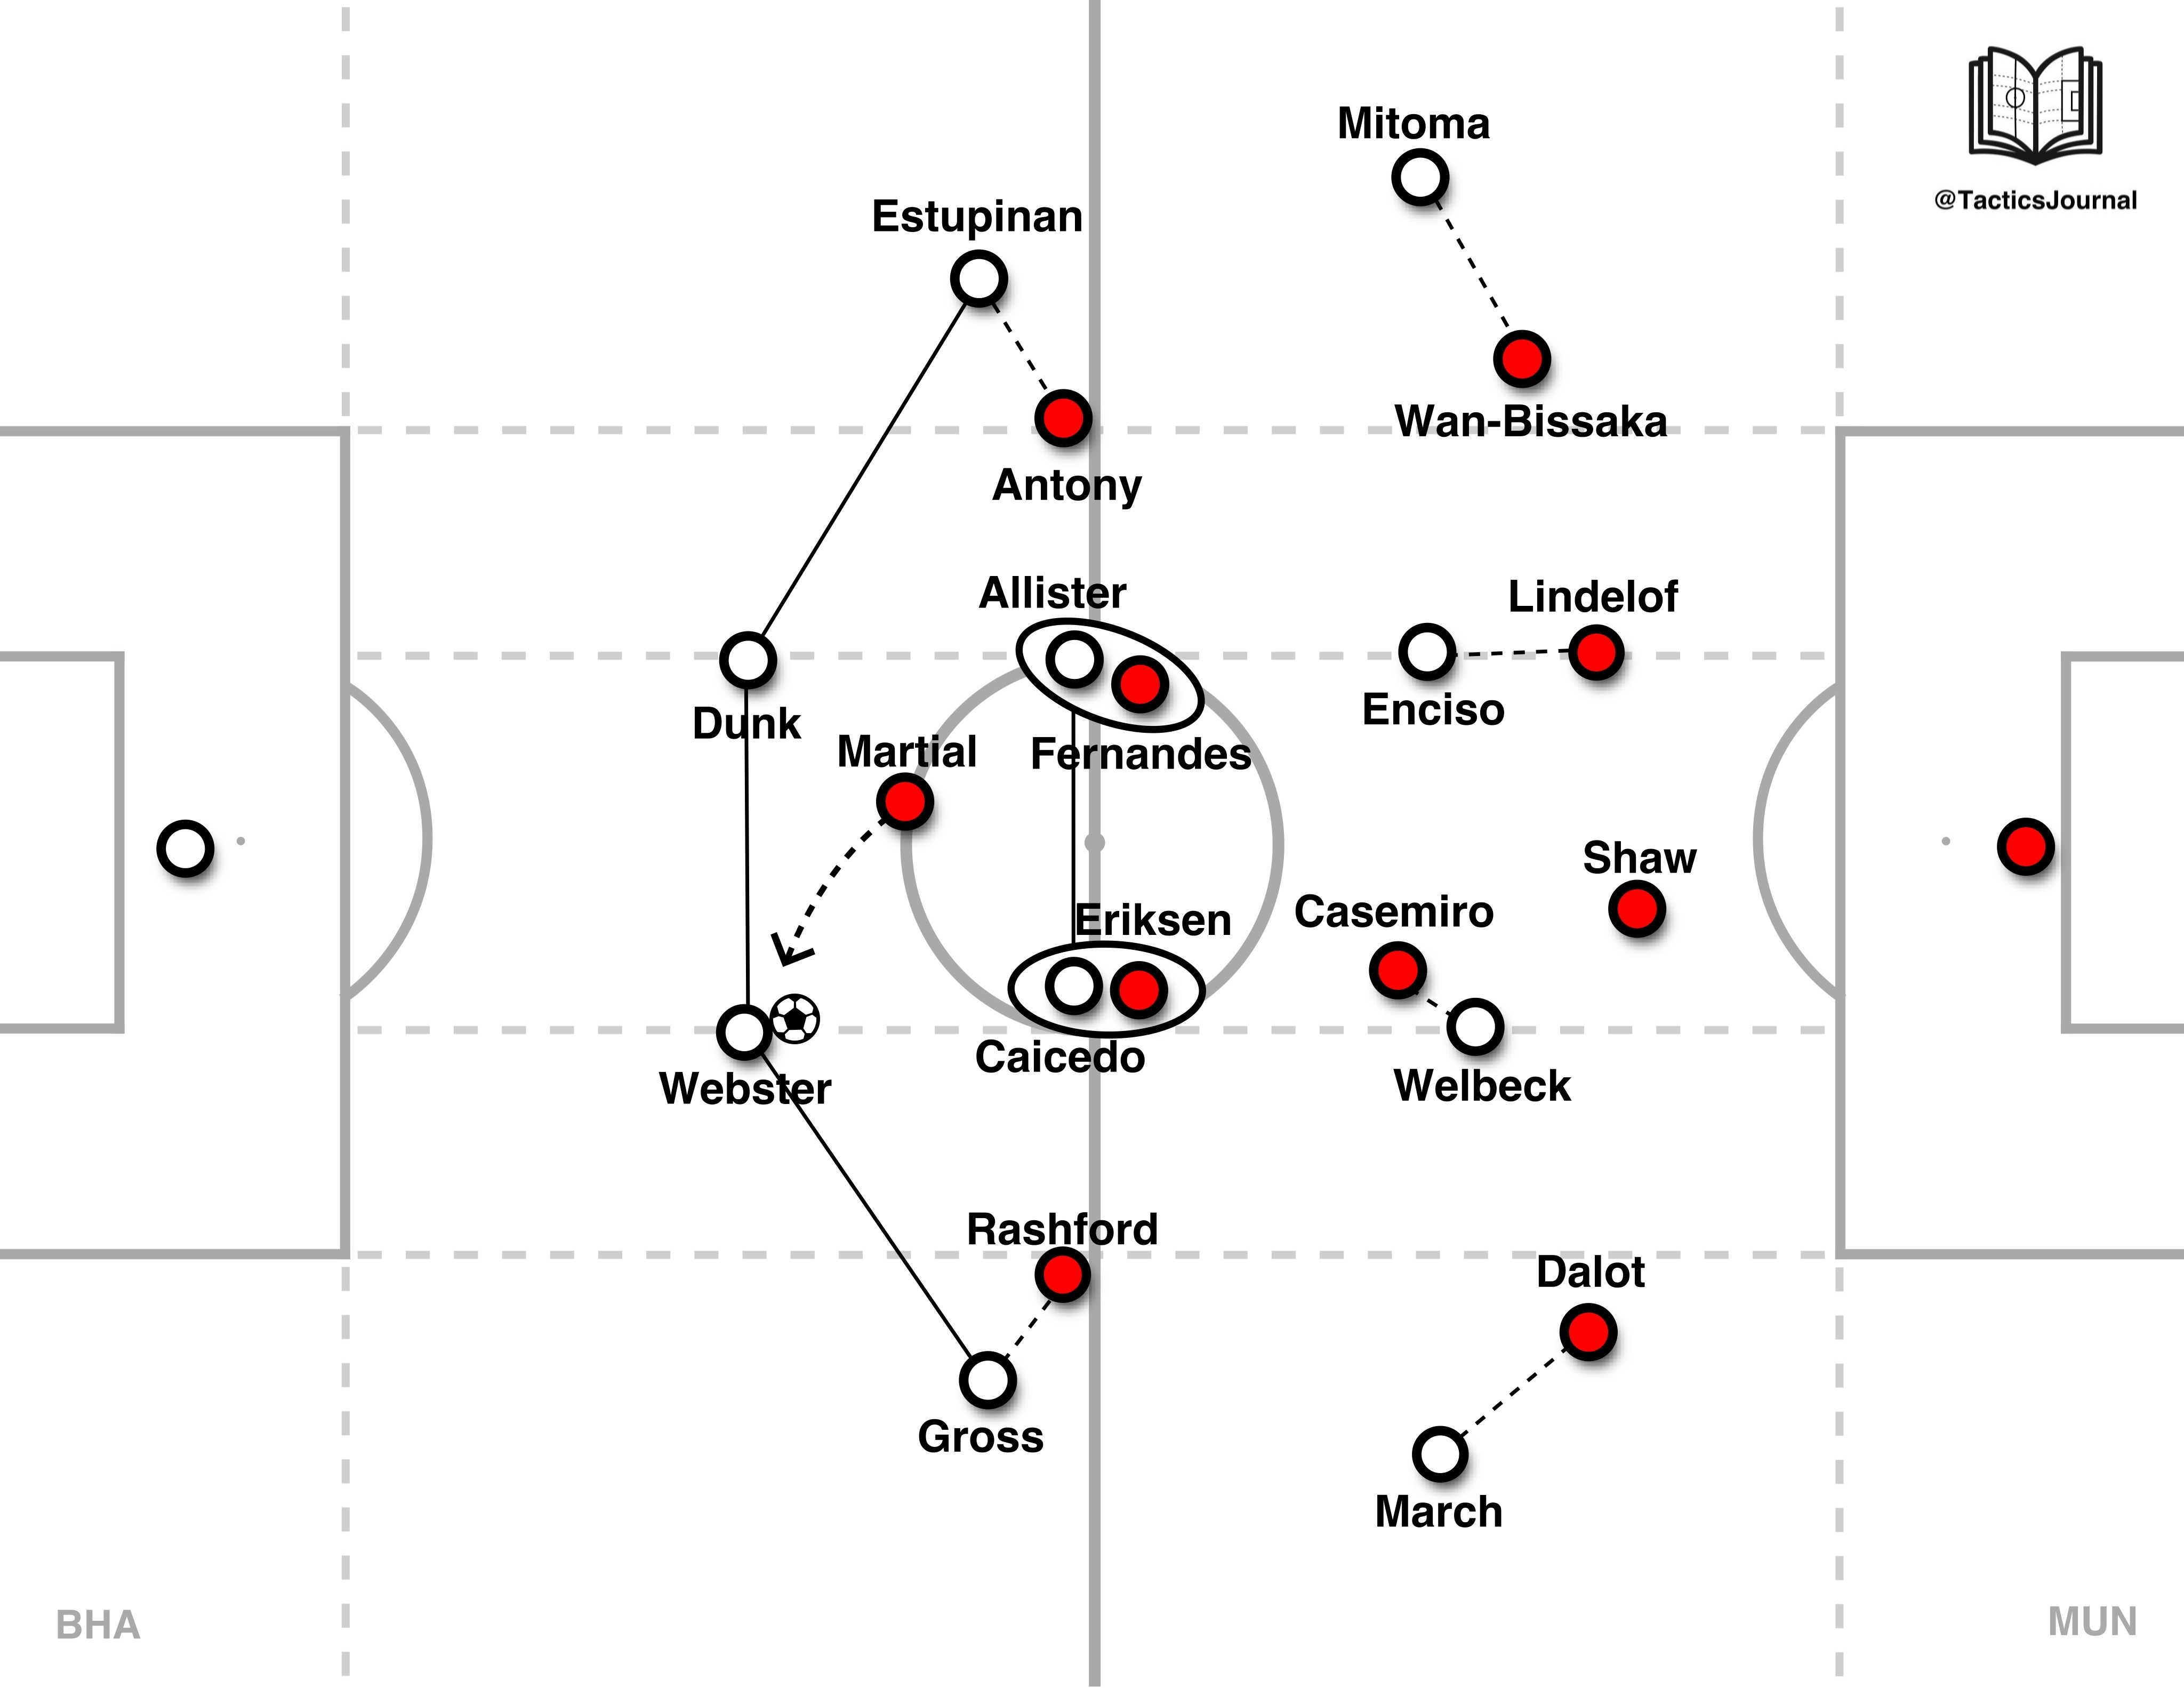 Mitoma
@TacticsJournal
Estupinan
Wan-Bissaka
Antony
Allister
Lindelof
Enciso
Dunk
Martial
Fernandes
Shaw
Casemiro
Eriksen
Caicedo
Webster
Welbeck
Rashford
Dalot
Gross
March
BHA
MUN